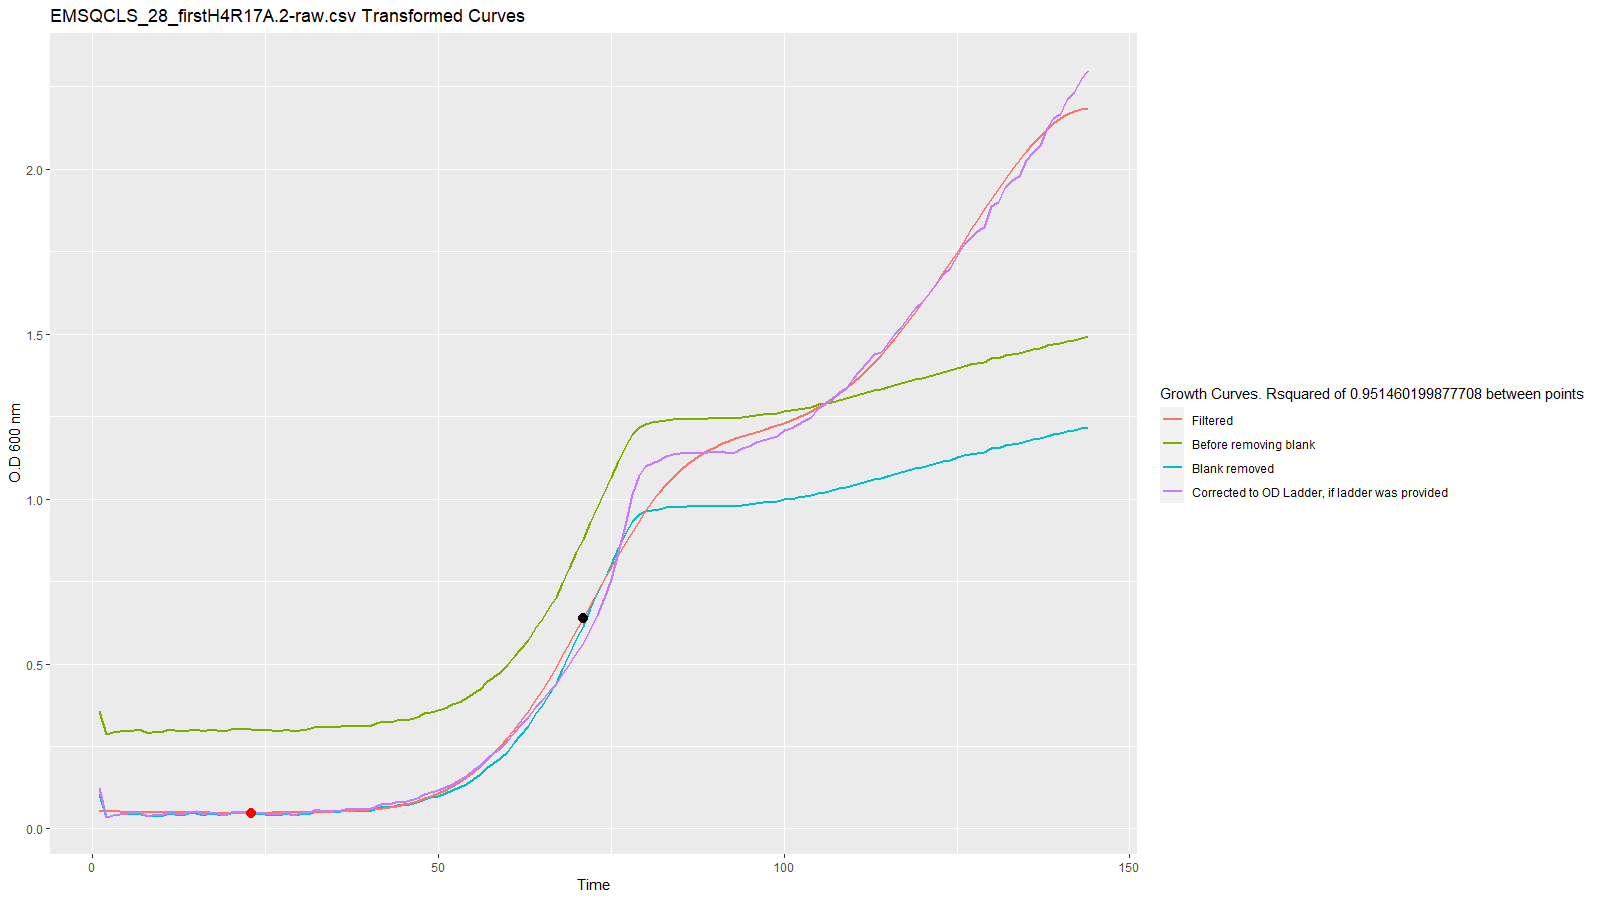 EMSQCLS_28_firstH4R17A.2-raw.csv Transformed Curves
O.D 600 nm
2.0
1.5
1.0
0.5
0.0
0
50
100
150
Time
Growth Curves. Rsquared of 0.951460199877708 between points
Filtered
Before removing blank
Blank removed
Corrected to OD Ladder, if ladder was provided